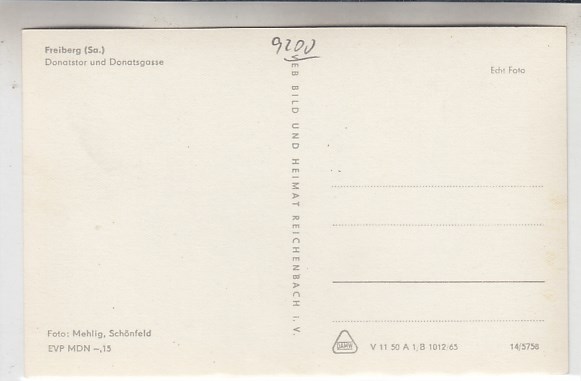 Freiberg (Sa.)
Donatstor und Donatsgasse
9200
VEB BILD UND HEIMAT REICHENBACH I. V.
Echt Foto
Foto: Mehlig, Schönfeld
EVP MDN –,15
V 11 50 A 1/B 1012/65
14/5758